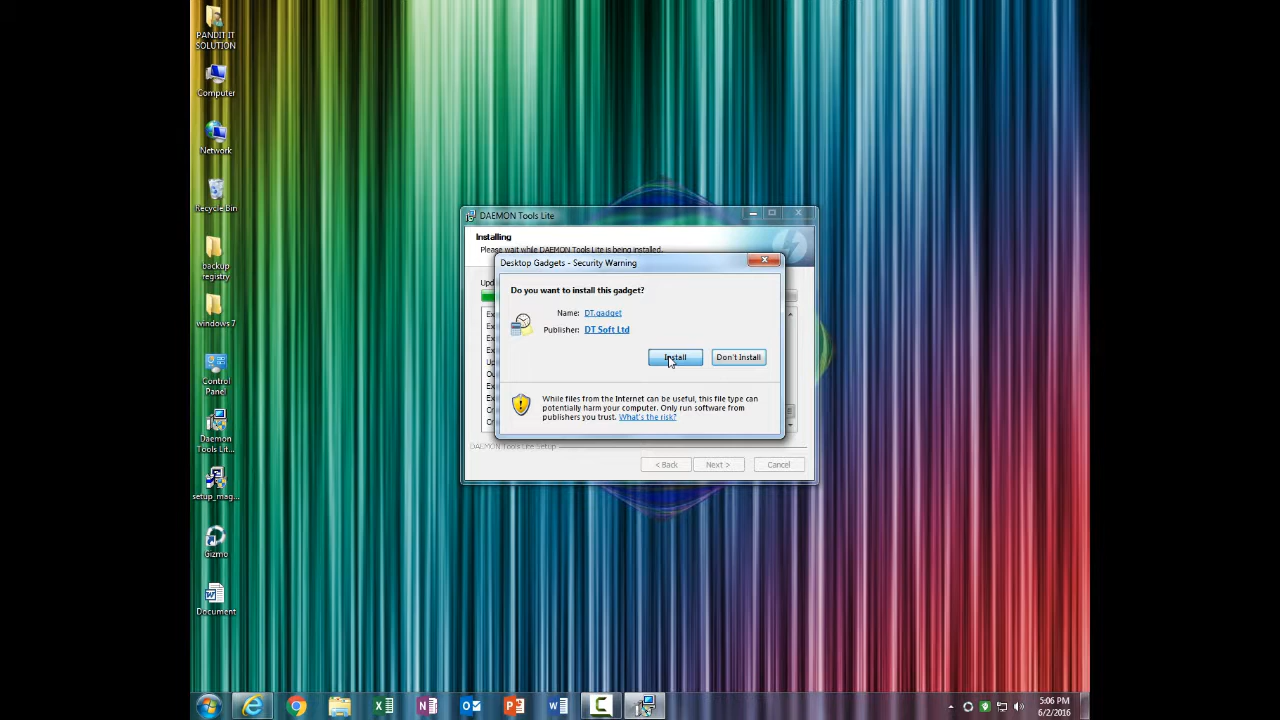 PANDIT IT
SOLUTION
Computer
Network
Recycle Bin
backup
registry
windows 7
Control
Panel
Daemon
Tools Lit...
setup_mag...
Gizmo
Document
DAEMON Tools Lite
Installing
Please wait while DAEMON Tools Lite is being installed.
Desktop Gadgets - Security Warning
Do you want to install this gadget?
Name: DT.gadget
Publisher: DT Soft Ltd
Install Don't Install
While files from the Internet can be useful, this file type can
potentially harm your computer. Only run software from
publishers you trust. What's the risk?
DAEMON Tools Lite Setup
< Back Next > Cancel
5:06 PM
6/2/2016